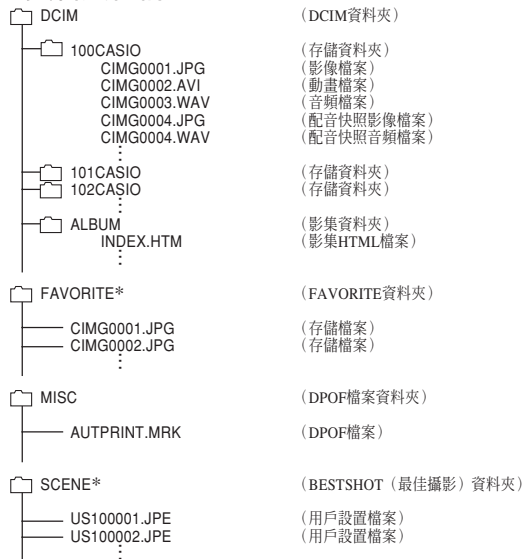 DCIM （DCIM資料夾）
100CASIO （存儲資料夾）
CIMG0001.JPG （影像檔案）
CIMG0002.AVI （動畫檔案）
CIMG0003.WAV （音頻檔案）
CIMG0004.JPG （配音快照影像檔案）
CIMG0004.WAV （配音快照音頻檔案）
101CASIO （存儲資料夾）
102CASIO （存儲資料夾）
ALBUM （影集資料夾）
INDEX.HTM （影集HTML檔案）
FAVORITE* （FAVORITE資料夾）
CIMG0001.JPG （存儲檔案）
CIMG0002.JPG （存儲檔案）
MISC （DPOF檔案資料夾）
AUTPRINT.MRK （DPOF檔案）
SCENE* （BESTSHOT（最佳攝影）資料夾）
US100001.JPE （用戶設置檔案）
US100002.JPE （用戶設置檔案）